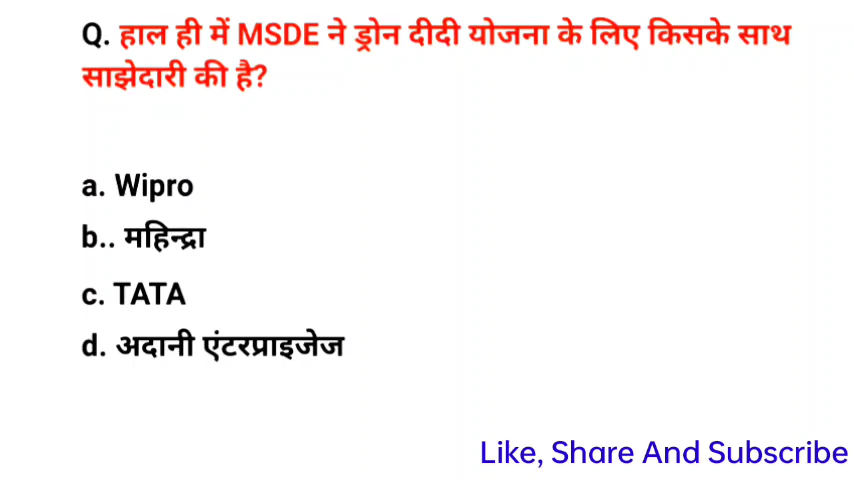 Q. हाल ही में MSDE ने ड्रोन दीदी योजना के लिए किसके साथ
साझेदारी की है?
a. Wipro
b.. महिन्द्रा
c. TATA
d. अदानी एंटरप्राइजेज
Like, Share And Subscribe